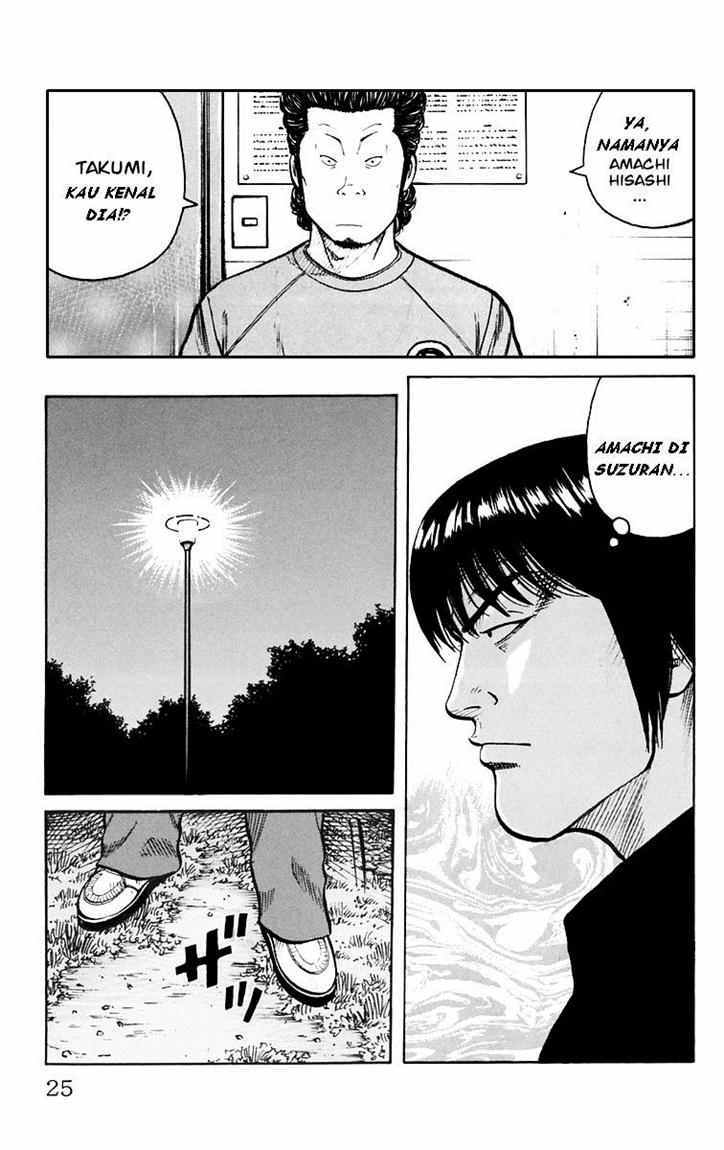 YA,
NAMANYA
AMACHI
HISASHI
...
TAKUMI,
KAU KENAL
DIA!?
AMACHI DI
SUZURAN...
ザッ
25